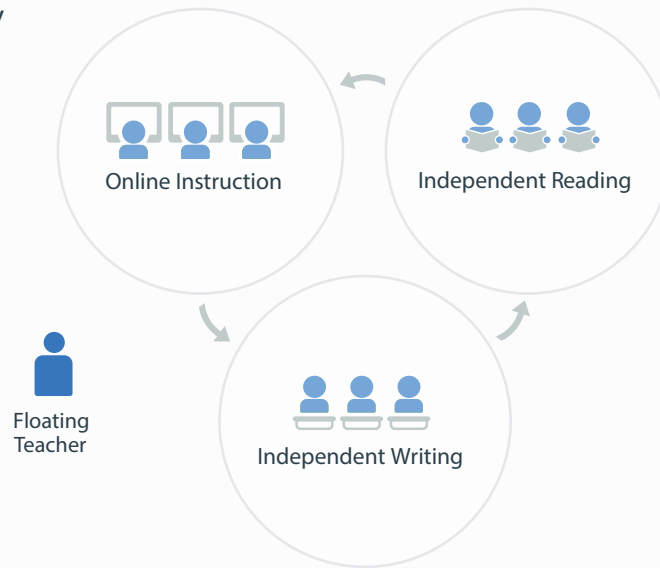 Online Instruction
Independent Reading
Floating
Teacher
Independent Writing